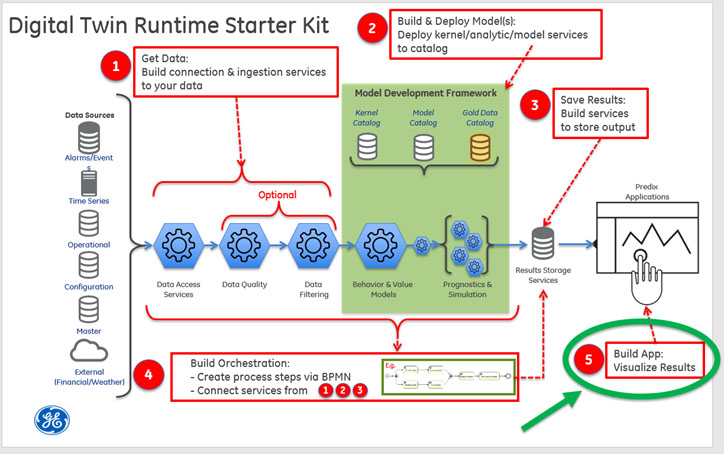 Digital Twin Runtime Starter Kit
1
Get Data:
Build connection & ingestion services
to your data
2
Build & Deploy Model(s):
Deploy kernel/analytic/model services
to catalog
3
Save Results:
Build services
to store output
Model Development Framework
Kernel
Catalog
Model
Catalog
Gold Data
Catalog
Data Sources
Alarms/Event
s
Time Series
Operational
Configuration
Master
External
(Financial/Weather)
Optional
Data Access
Services
Data Quality
Data
Filtering
Behavior & Value
Models
Prognostics &
Simulation
Results Storage
Services
Predix
Applications
4
Build Orchestration:
- Create process steps via BPMN
- Connect services from 1 2 3
E.g.
5
Build App:
Visualize Results
GE